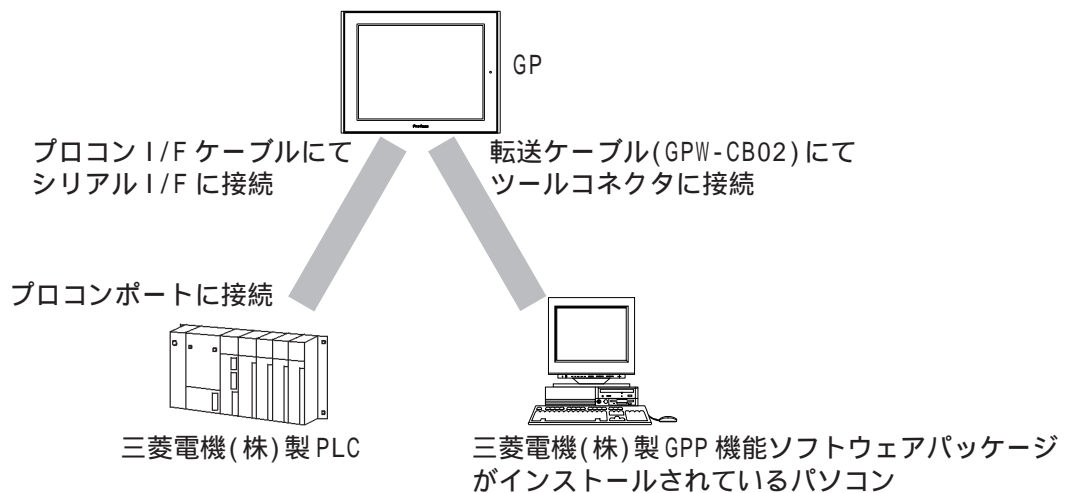 GP
プロコン I/F ケーブルにて
シリアル I/F に接続
転送ケーブル(GPW-CB02)にて
ツールコネクタに接続
プロコンポートに接続
三菱電機(株)製 PLC
三菱電機(株)製 GPP 機能ソフトウェアパッケージ
がインストールされているパソコン